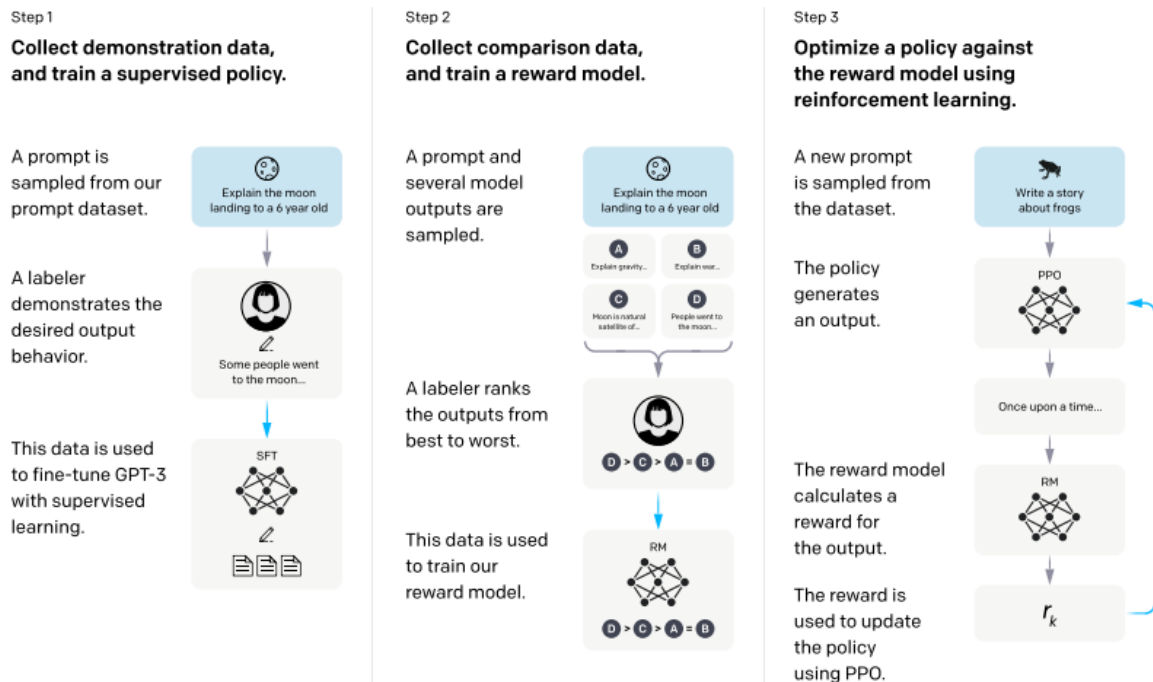 Step 1
Collect demonstration data,
and train a supervised policy.
A prompt is
sampled from our
prompt dataset.
Explain the moon
landing to a 6 year old
A labeler
demonstrates the
desired output
behavior.
Some people went
to the moon...
This data is used
to fine-tune GPT-3
with supervised
learning.
SFT
Step 2
Collect comparison data,
and train a reward model.
A prompt and
several model
outputs are
sampled.
Explain the moon
landing to a 6 year old
A
Explain gravity...
B
Explain war...
C
Moon is natural
satellite of...
D
People went to
the moon...
A labeler ranks
the outputs from
best to worst.
D > C > A = B
This data is used
to train our
reward model.
RM
D > C > A = B
Step 3
Optimize a policy against
the reward model using
reinforcement learning.
A new prompt
is sampled from
the dataset.
Write a story
about frogs
The policy
generates
an output.
PPO
Once upon a time...
The reward model
calculates a
reward for
the output.
RM
The reward is
used to update
the policy
using PPO.
r_k